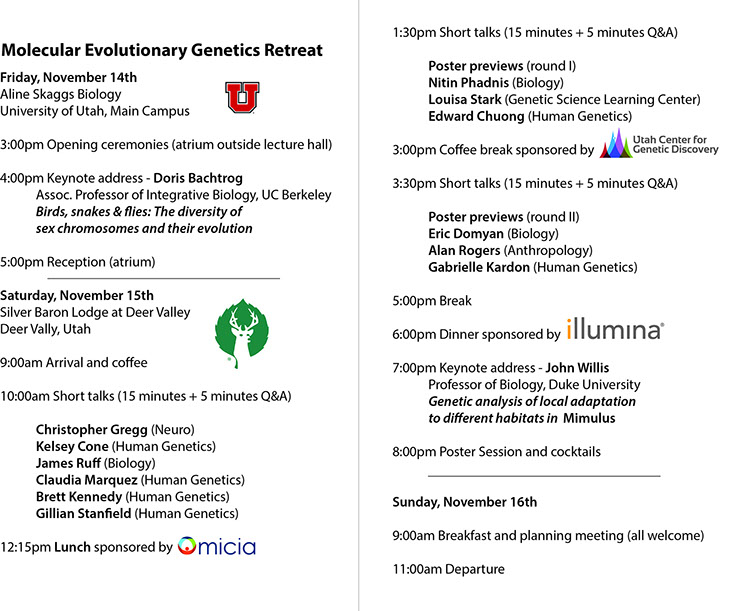 Molecular Evolutionary Genetics Retreat
Friday, November 14th
Aline Skaggs Biology
University of Utah, Main Campus
U
3:00pm Opening ceremonies (atrium outside lecture hall)
4:00pm Keynote address - Doris Bachtrog
Assoc. Professor of Integrative Biology, UC Berkeley
Birds, snakes & flies: The diversity of
sex chromosomes and their evolution
5:00pm Reception (atrium)
Saturday, November 15th
Silver Baron Lodge at Deer Valley
Deer Vally, Utah
9:00am Arrival and coffee
10:00am Short talks (15 minutes + 5 minutes Q&A)
Christopher Gregg (Neuro)
Kelsey Cone (Human Genetics)
James Ruff (Biology)
Claudia Marquez (Human Genetics)
Brett Kennedy (Human Genetics)
Gillian Stanfield (Human Genetics)
12:15pm Lunch sponsored by Omicia
1:30pm Short talks (15 minutes + 5 minutes Q&A)
Poster previews (round I)
Nitin Phadnis (Biology)
Louisa Stark (Genetic Science Learning Center)
Edward Chuong (Human Genetics)
3:00pm Coffee break sponsored by Utah Center for
Genetic Discovery
3:30pm Short talks (15 minutes + 5 minutes Q&A)
Poster previews (round II)
Eric Domyan (Biology)
Alan Rogers (Anthropology)
Gabrielle Kardon (Human Genetics)
5:00pm Break
6:00pm Dinner sponsored by illumina®
7:00pm Keynote address - John Willis
Professor of Biology, Duke University
Genetic analysis of local adaptation
to different habitats in Mimulus
8:00pm Poster Session and cocktails
Sunday, November 16th
9:00am Breakfast and planning meeting (all welcome)
11:00am Departure